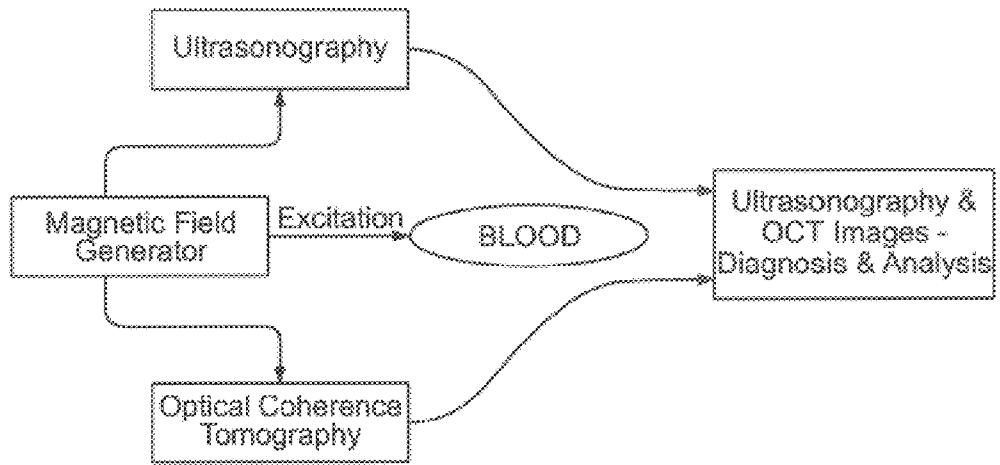 Ultrasonography
Magnetic Field
Generator
Excitation
BLOOD
Ultrasonography &
OCT Images -
Diagnosis & Analysis
Optical Coherence
Tomography